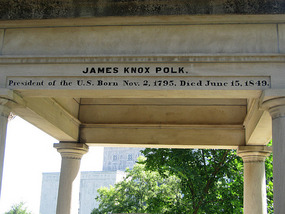 JAMES KNOX POLK.
President of the U.S. Born Nov. 2, 1795, Died June 15, 1849.